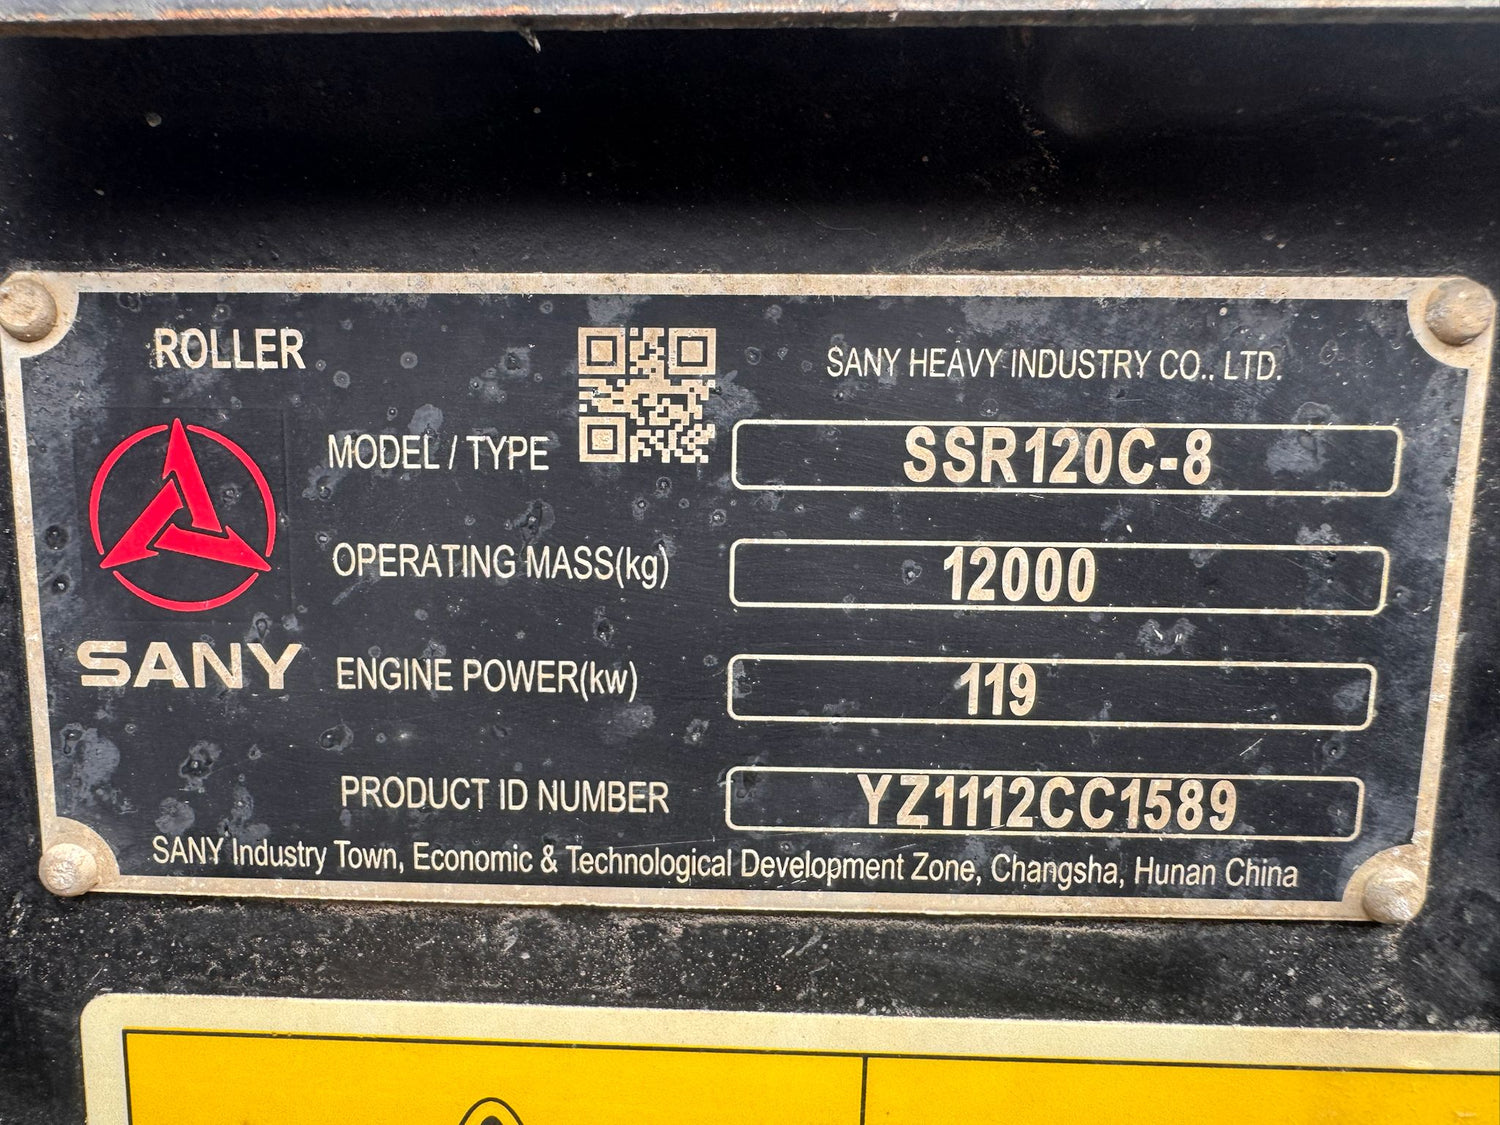 ROLLER
SANY HEAVY INDUSTRY CO., LTD.
MODEL / TYPE SSR120C-8
OPERATING MASS(kg) 12000
SANY
ENGINE POWER(kw) 119
PRODUCT ID NUMBER YZ1112CC1589
SANY Industry Town, Economic & Technological Development Zone, Changsha, Hunan China